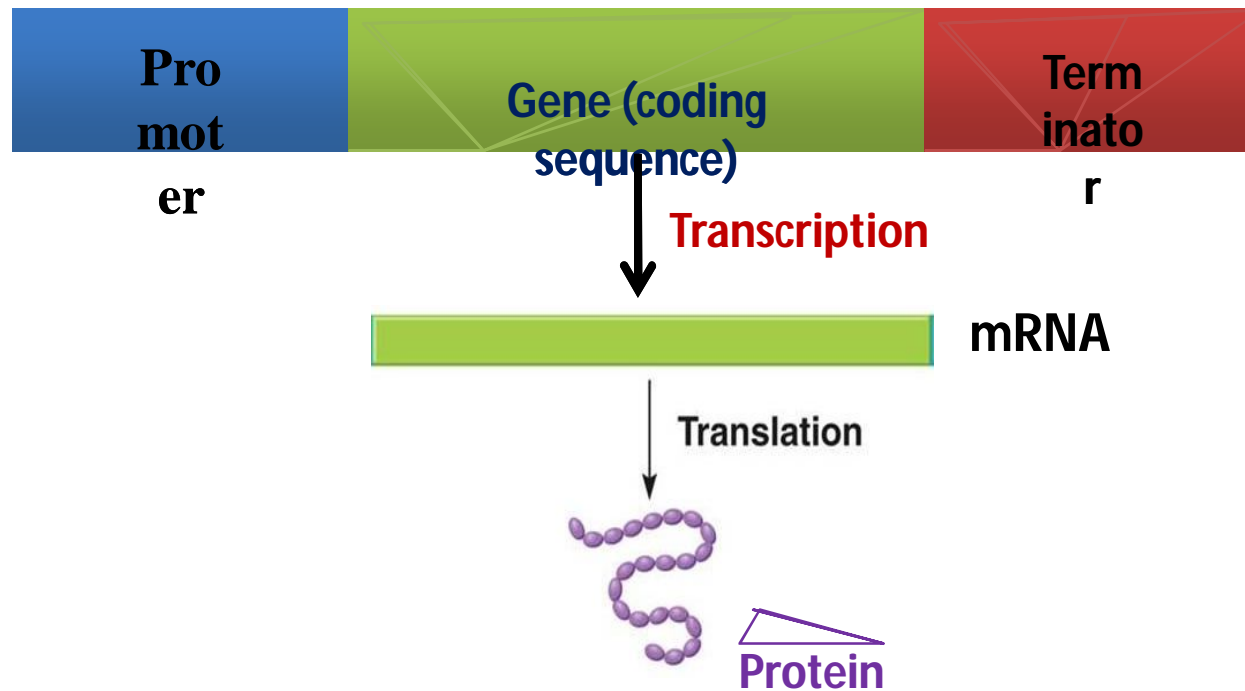 Pro
mot
er
Gene (coding
sequence)
Term
inato
r
Transcription
mRNA
Translation
Protein